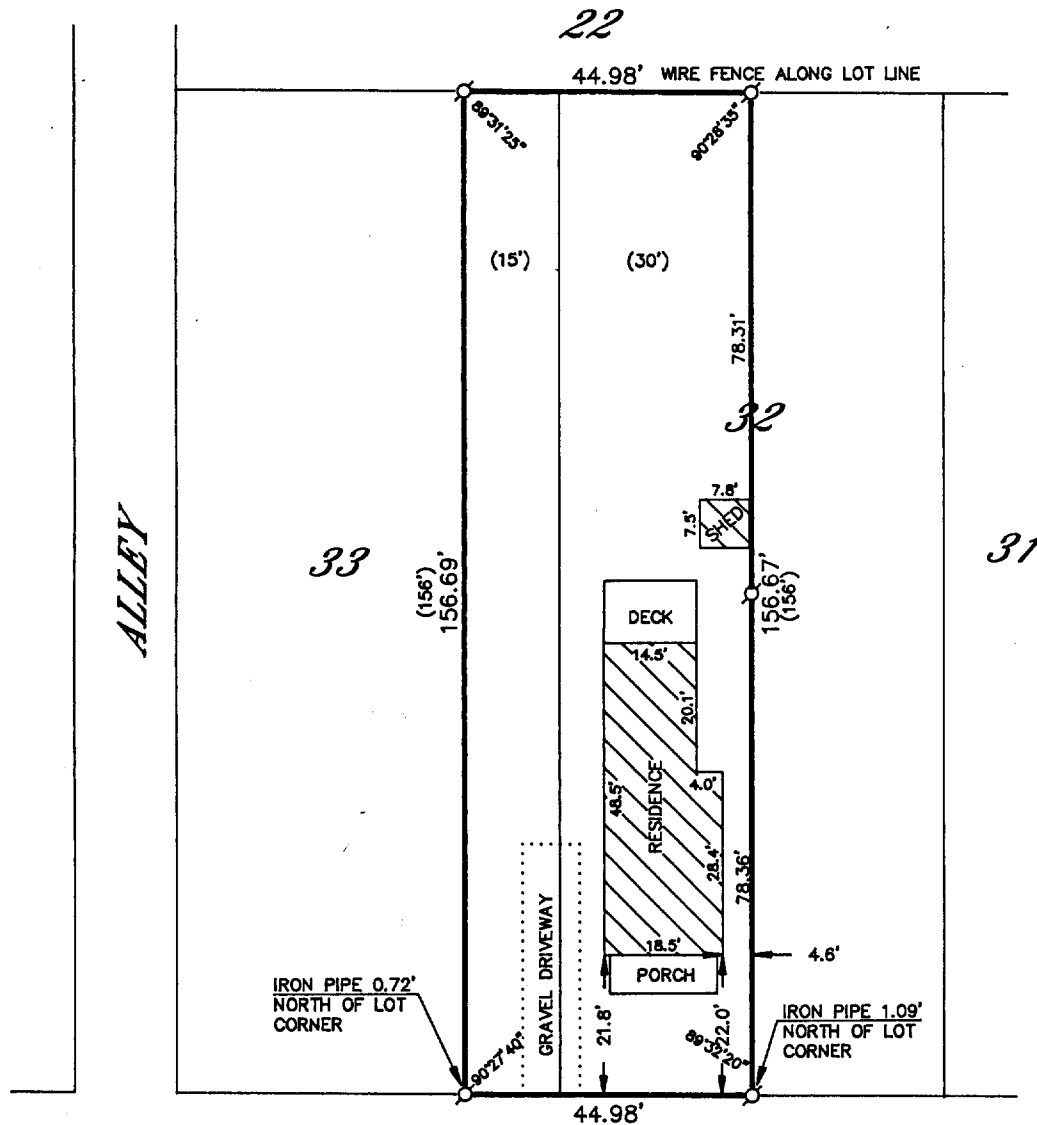 22
44.98' WIRE FENCE ALONG LOT LINE
89°31'25"
90°28'35"
(15')
(30')
78.31'
32
7.8'
7.5'
SHED
ALLEY
33
(156')
156.69'
156.67'
(156')
31
DECK
14.5'
20.1'
4.0'
48.5'
RESIDENCE
28.4'
78.36'
18.5'
4.6'
PORCH
GRAVEL DRIVEWAY
IRON PIPE 0.72'
NORTH OF LOT
CORNER
21.8'
22.0'
IRON PIPE 1.09'
NORTH OF LOT
CORNER
90°27'40"
89°32'20"
44.98'